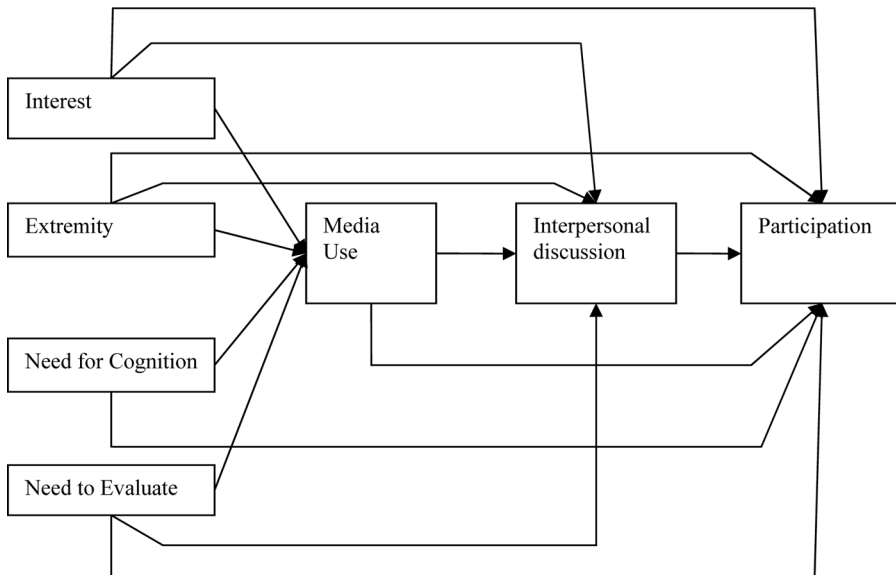 Interest
Extremity
Media
Use
Interpersonal
discussion
Participation
Need for Cognition
Need to Evaluate